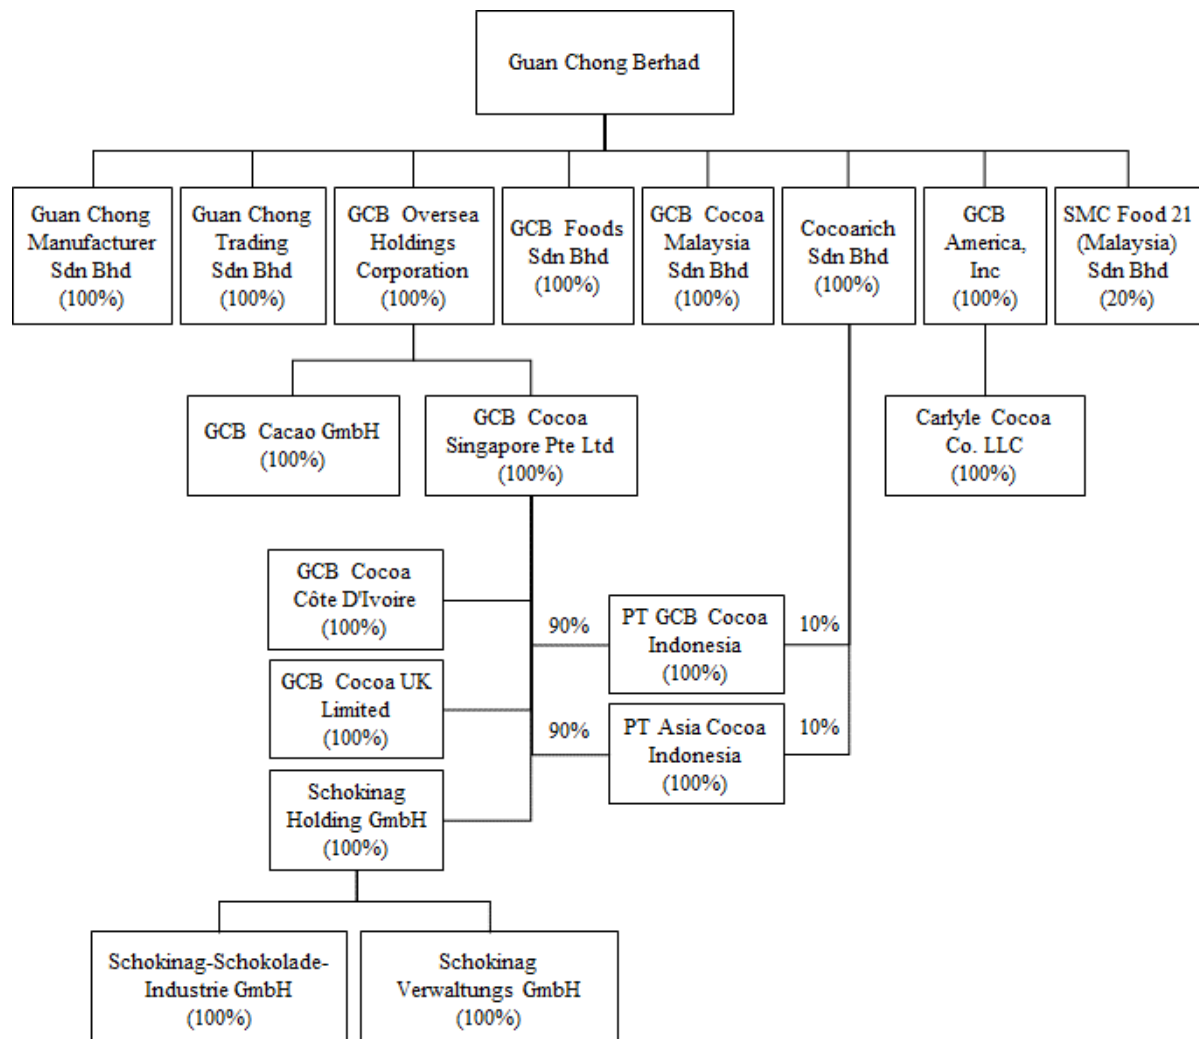 Guan Chong Berhad
Guan Chong
Manufacturer
Sdn Bhd
(100%)
Guan Chong
Trading
Sdn Bhd
(100%)
GCB Oversea
Holdings
Corporation
(100%)
GCB Foods
Sdn Bhd
(100%)
GCB Cocoa
Malaysia
Sdn Bhd
(100%)
Cocoarich
Sdn Bhd
(100%)
GCB
America,
Inc
(100%)
SMC Food 21
(Malaysia)
Sdn Bhd
(20%)
GCB Cacao GmbH
(100%)
GCB Cocoa
Singapore Pte Ltd
(100%)
Carlyle Cocoa
Co. LLC
(100%)
GCB Cocoa
Côte D'Ivoire
(100%)
90%
PT GCB Cocoa
Indonesia
(100%)
10%
GCB Cocoa UK
Limited
(100%)
90%
PT Asia Cocoa
Indonesia
(100%)
10%
Schokinag
Holding GmbH
(100%)
Schokinag-Schokolade-
Industrie GmbH
(100%)
Schokinag
Verwaltungs GmbH
(100%)